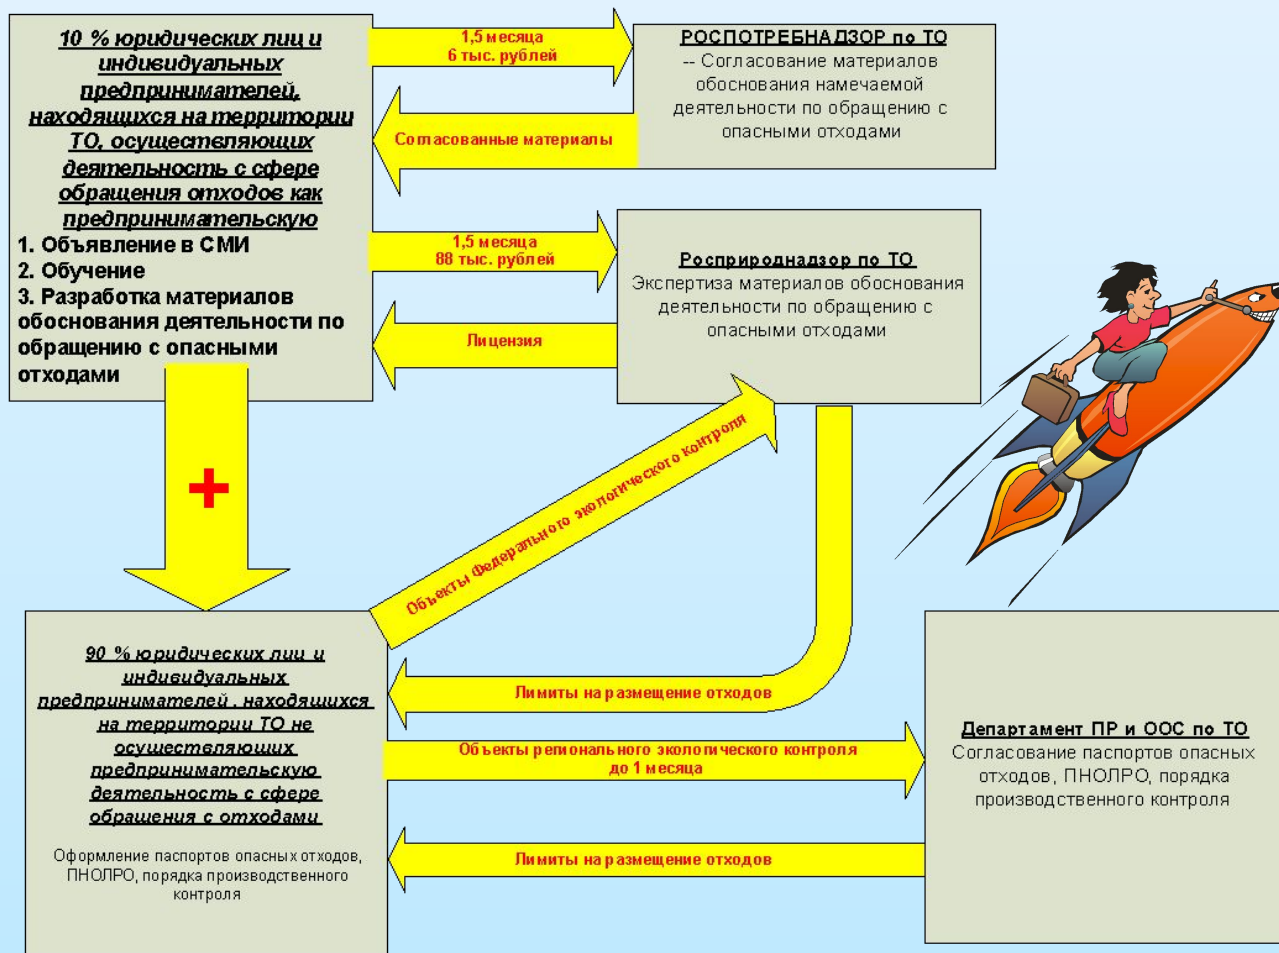 10 % юридических лиц и
индивидуальных
предпринимателей,
находящихся на территории
ТО, осуществляющих
деятельность с сфере
обращения отходов как
предпринимательскую
1. Объявление в СМИ
2. Обучение
3. Разработка материалов
обоснования деятельности по
обращению с опасными
отходами
1,5 месяца
6 тыс. рублей
Согласованные материалы
РОСПОТРЕБНАДЗОР по ТО
-- Согласование материалов
обоснования намечаемой
деятельности по обращению с
опасными отходами
1,5 месяца
88 тыс. рублей
Лицензия
Росприроднадзор по ТО
Экспертиза материалов обоснования
деятельности по обращению с
опасными отходами
+
Объекты Федерального экологического контроля
90 % юридических лиц и
индивидуальных
предпринимателей , находящихся
на территории ТО не
осуществляющих
предпринимательскую
деятельность с сфере
обращения с отходами
Оформление паспортов опасных отходов,
ПНОЛРО, порядка производственного
контроля
Лимиты на размещение отходов
Объекты регионального экологического контроля
до 1 месяца
Лимиты на размещение отходов
Департамент ПР и ООС по ТО
Согласование паспортов опасных
отходов, ПНОЛРО, порядка
производственного контроля